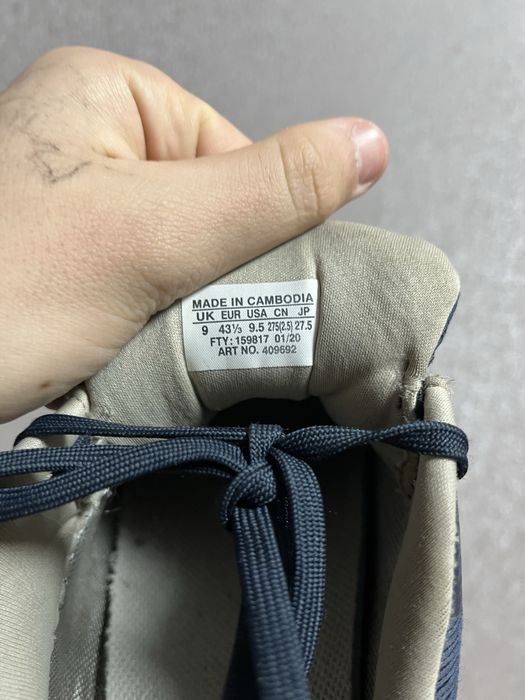 MADE IN CAMBODIA
UK EUR USA CN JP
9 43⅓ 9.5 275(2.5) 27.5
FTY: 159817 01/20
ART NO. 409692